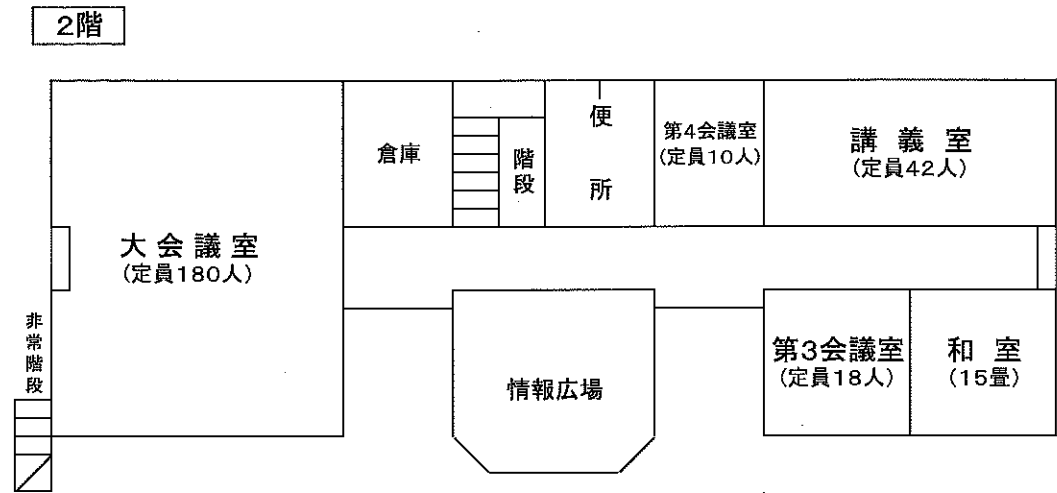 2階
大会議室
(定員180人)
非常階段
倉庫
階段
便所
第4会議室
(定員10人)
講義室
(定員42人)
情報広場
第3会議室
(定員18人)
和室
(15畳)